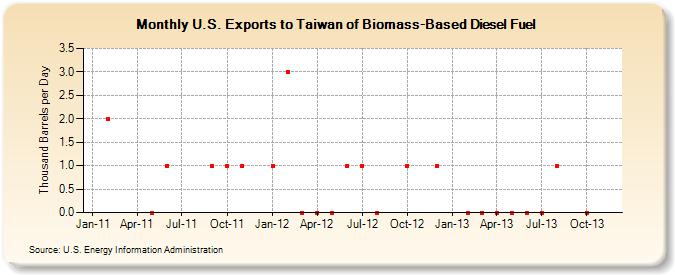 Monthly U.S. Exports to Taiwan of Biomass-Based Diesel Fuel
Thousand Barrels per Day
3.5
3.0
2.5
2.0
1.5
1.0
0.5
0.0
Jan-11 Apr-11 Jul-11 Oct-11 Jan-12 Apr-12 Jul-12 Oct-12 Jan-13 Apr-13 Jul-13 Oct-13
Source: U.S. Energy Information Administration